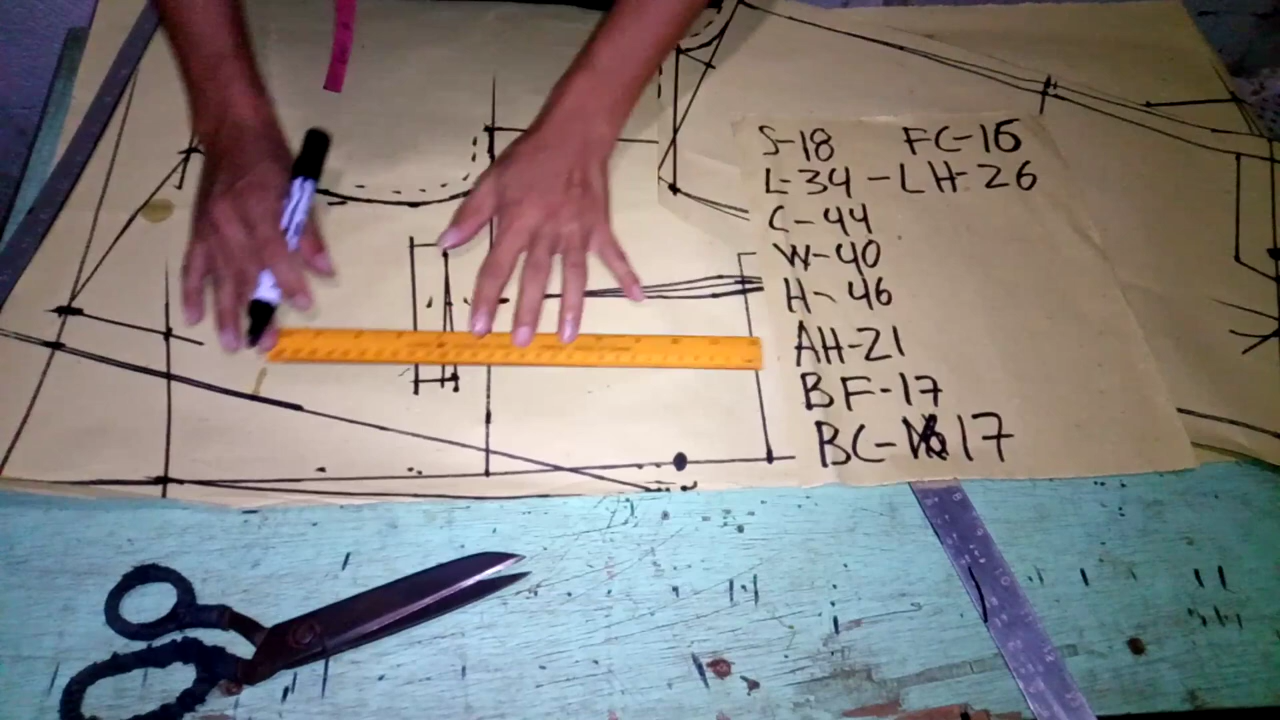 S-18 FC-16
L-34 - LH-26
C-44
W-40
H-46
AH-21
BF-17
BC-17